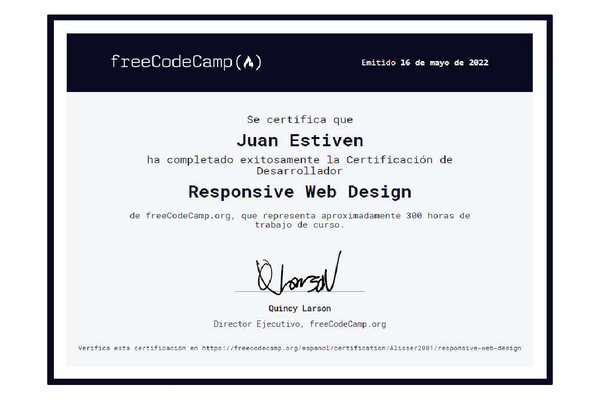 freeCodeCamp(🔥)
Emitido 16 de mayo de 2022
Se certifica que
Juan Estiven
ha completado exitosamente la Certificación de
Desarrollador
Responsive Web Design
de freeCodeCamp.org, que representa aproximadamente 300 horas de
trabajo de curso.
QLarson
Quincy Larson
Director Ejecutivo, freeCodeCamp.org
Verifica esta certificación en https://freecodecamp.org/espanol/certification/Alisser2001/responsive-web-design